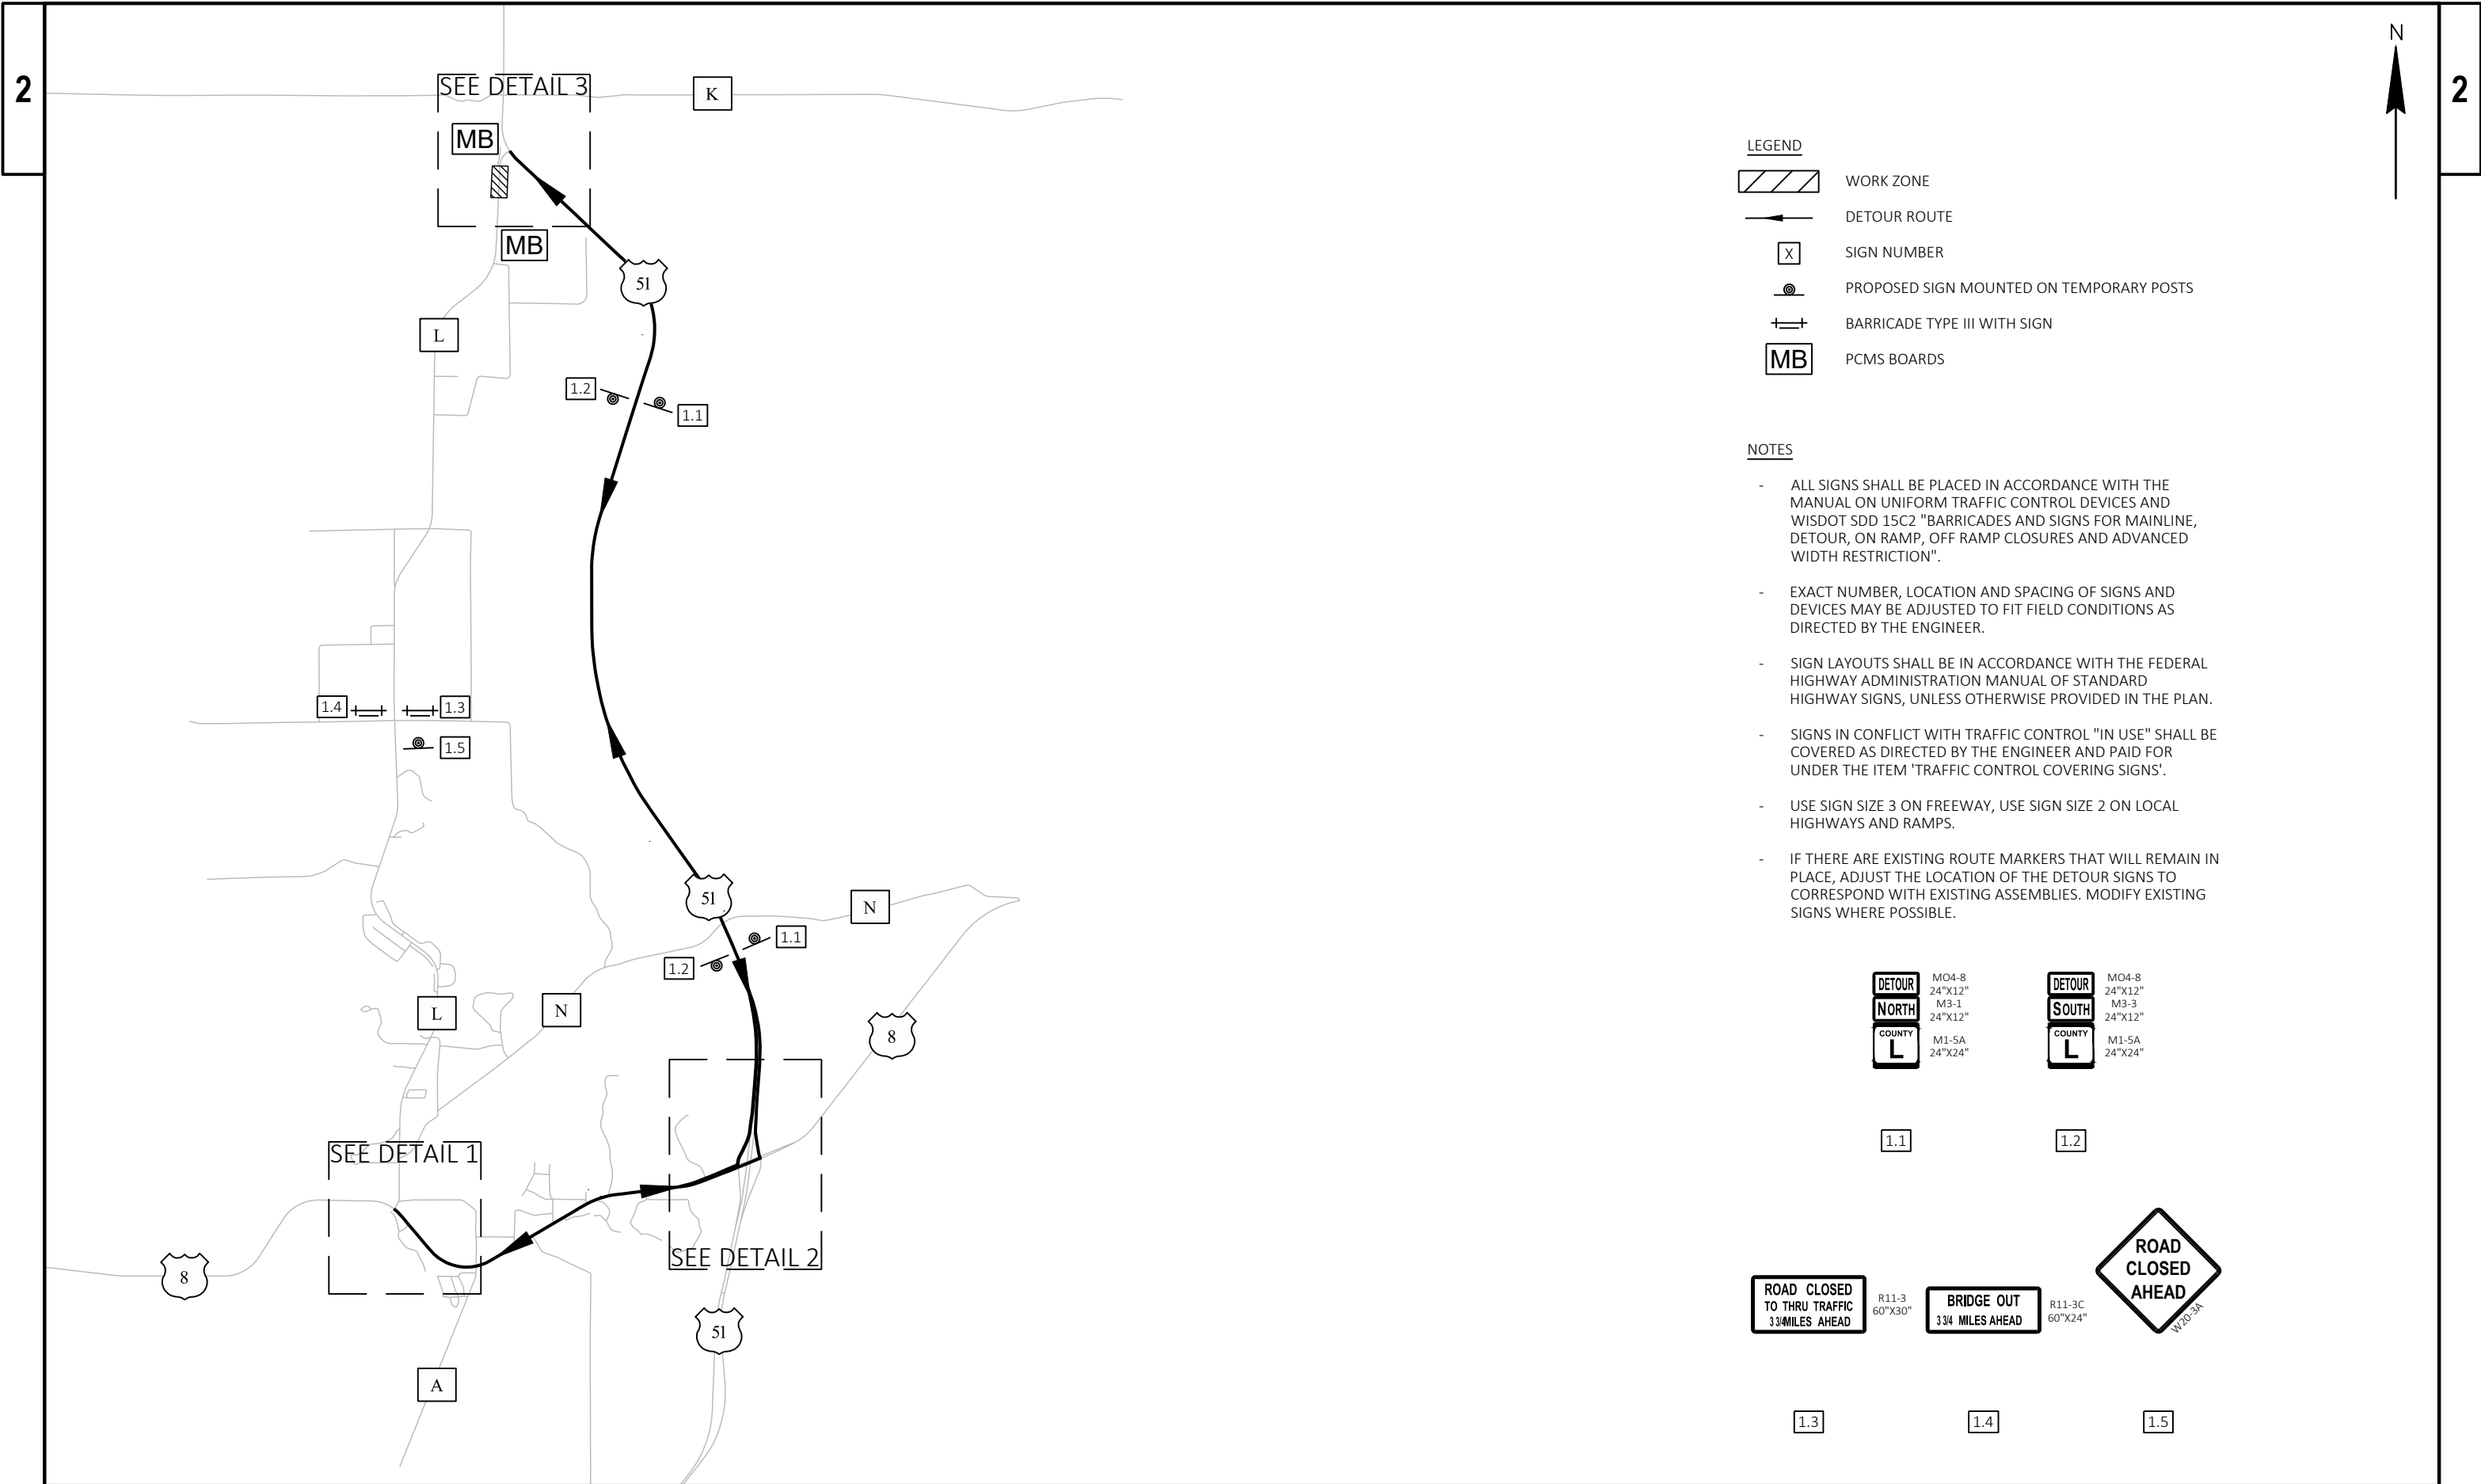 2
2
N
SEE DETAIL 3
K
MB
MB
51
L
1.2
1.1
1.4
1.3
1.5
51
N
1.1
1.2
L
N
8
SEE DETAIL 1
SEE DETAIL 2
8
51
A
LEGEND
WORK ZONE
DETOUR ROUTE
X
SIGN NUMBER
PROPOSED SIGN MOUNTED ON TEMPORARY POSTS
BARRICADE TYPE III WITH SIGN
MB
PCMS BOARDS
NOTES
- ALL SIGNS SHALL BE PLACED IN ACCORDANCE WITH THE
MANUAL ON UNIFORM TRAFFIC CONTROL DEVICES AND
WISDOT SDD 15C2 "BARRICADES AND SIGNS FOR MAINLINE,
DETOUR, ON RAMP, OFF RAMP CLOSURES AND ADVANCED
WIDTH RESTRICTION".
- EXACT NUMBER, LOCATION AND SPACING OF SIGNS AND
DEVICES MAY BE ADJUSTED TO FIT FIELD CONDITIONS AS
DIRECTED BY THE ENGINEER.
- SIGN LAYOUTS SHALL BE IN ACCORDANCE WITH THE FEDERAL
HIGHWAY ADMINISTRATION MANUAL OF STANDARD
HIGHWAY SIGNS, UNLESS OTHERWISE PROVIDED IN THE PLAN.
- SIGNS IN CONFLICT WITH TRAFFIC CONTROL "IN USE" SHALL BE
COVERED AS DIRECTED BY THE ENGINEER AND PAID FOR
UNDER THE ITEM 'TRAFFIC CONTROL COVERING SIGNS'.
- USE SIGN SIZE 3 ON FREEWAY, USE SIGN SIZE 2 ON LOCAL
HIGHWAYS AND RAMPS.
- IF THERE ARE EXISTING ROUTE MARKERS THAT WILL REMAIN IN
PLACE, ADJUST THE LOCATION OF THE DETOUR SIGNS TO
CORRESPOND WITH EXISTING ASSEMBLIES. MODIFY EXISTING
SIGNS WHERE POSSIBLE.
DETOUR
NORTH
COUNTY
L
MO4-8
24"X12"
M3-1
24"X12"
M1-5A
24"X24"
1.1
DETOUR
SOUTH
COUNTY
L
MO4-8
24"X12"
M3-3
24"X12"
M1-5A
24"X24"
1.2
ROAD CLOSED
TO THRU TRAFFIC
3 3/4MILES AHEAD
R11-3
60"X30"
1.3
BRIDGE OUT
3 3/4 MILES AHEAD
R11-3C
60"X24"
1.4
ROAD
CLOSED
AHEAD
W20-3A
1.5